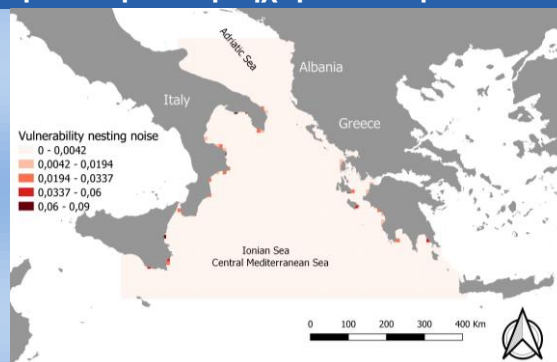 Adriatic Sea
Albania
Italy
Greece
Vulnerability nesting noise
0 - 0,0042
0,0042 - 0,0194
0,0194 - 0,0337
0,0337 - 0,06
0,06 - 0,09
Ionian Sea
Central Mediterranean Sea
0 100 200 300 400 Km